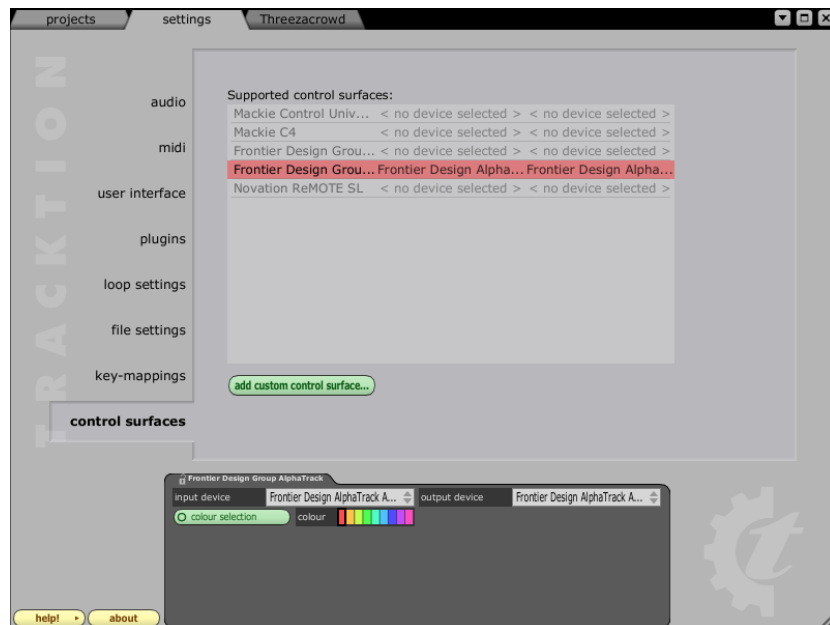 projects settings Threezacrowd
TRACKTION
audio
midi
user interface
plugins
loop settings
file settings
key-mappings
control surfaces
Supported control surfaces:
Mackie Control Univ... < no device selected > < no device selected >
Mackie C4 < no device selected > < no device selected >
Frontier Design Grou... < no device selected > < no device selected >
Frontier Design Grou... Frontier Design Alpha... Frontier Design Alpha...
Novation ReMOTE SL < no device selected > < no device selected >
add custom control surface...
Frontier Design Group AlphaTrack
input device Frontier Design AlphaTrack A... output device Frontier Design AlphaTrack A...
colour selection colour
t
help! about